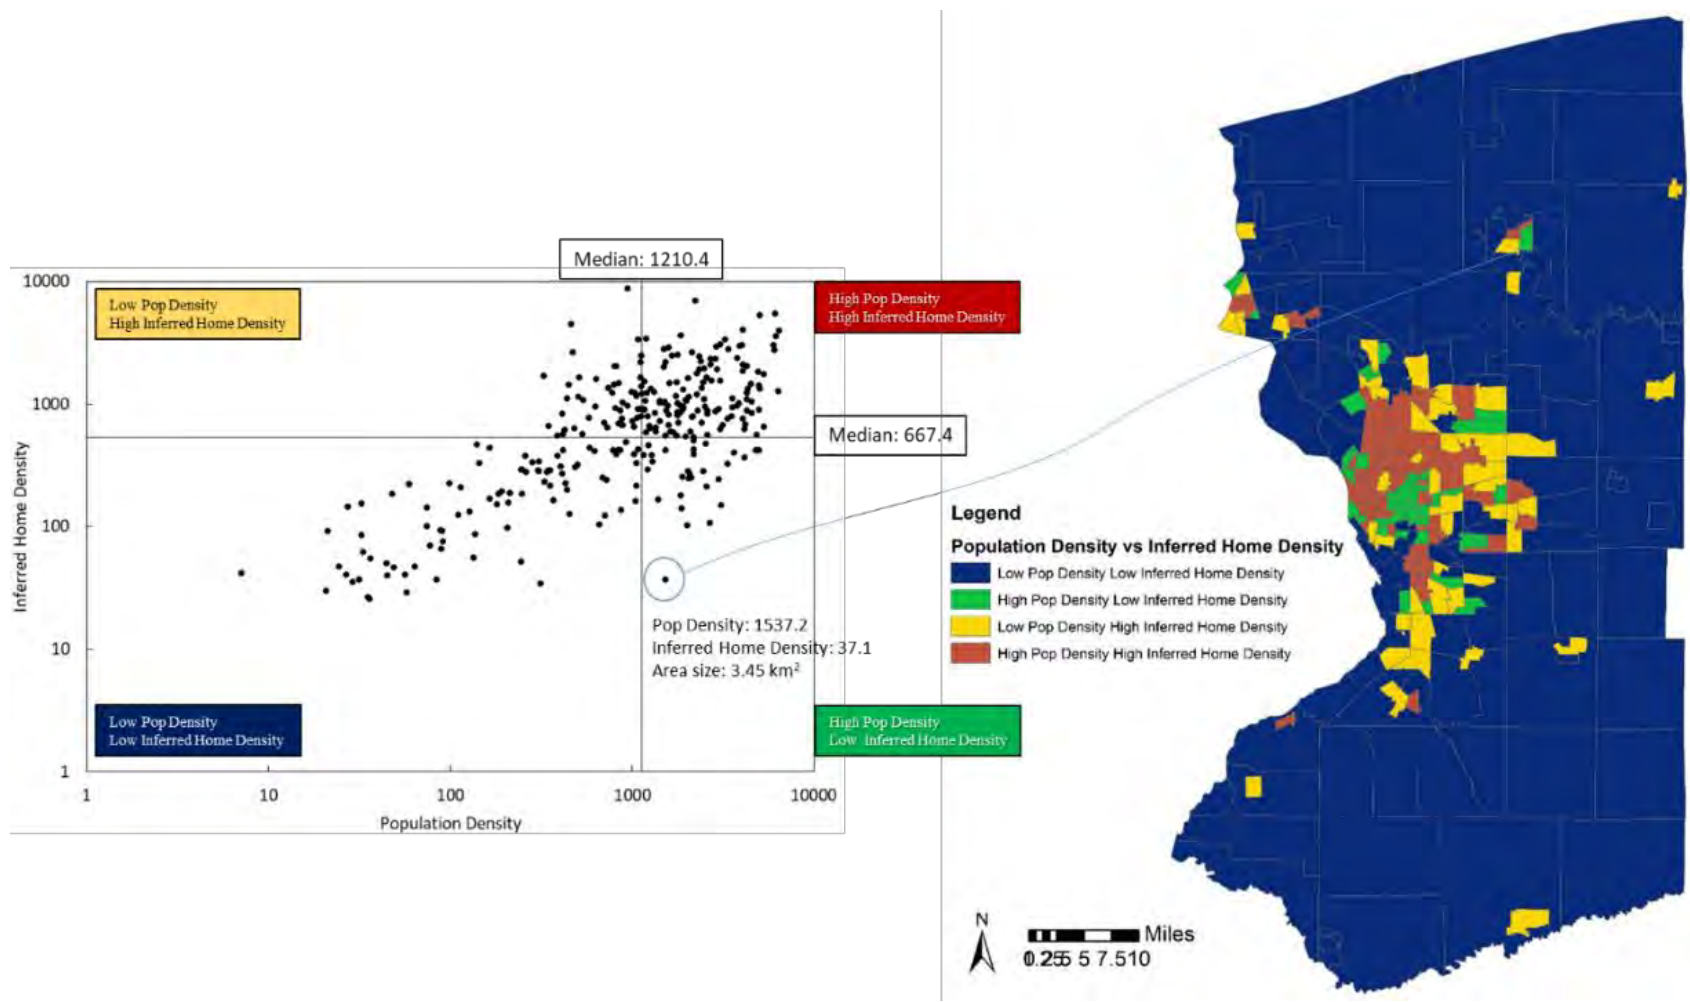 Median: 1210.4
10000
Low Pop Density
High Inferred Home Density
High Pop Density
High Inferred Home Density
1000
Median: 667.4
Inferred Home Density
100
Pop Density: 1537.2
Inferred Home Density: 37.1
Area size: 3.45 km²
10
Low Pop Density
Low Inferred Home Density
High Pop Density
Low Inferred Home Density
1
1
10
100
1000
10000
Population Density
Legend
Population Density vs Inferred Home Density
Low Pop Density Low Inferred Home Density
High Pop Density Low Inferred Home Density
Low Pop Density High Inferred Home Density
High Pop Density High Inferred Home Density
N
Miles
5 7.510